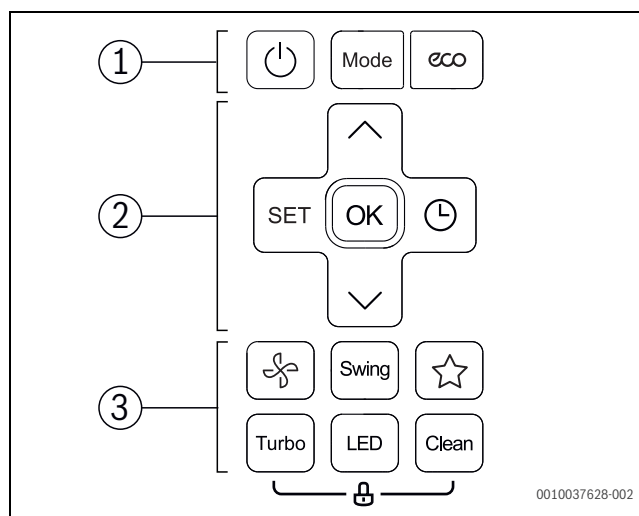 1
Mode eco
2
SET OK
3
Swing
Turbo LED Clean
0010037628-002